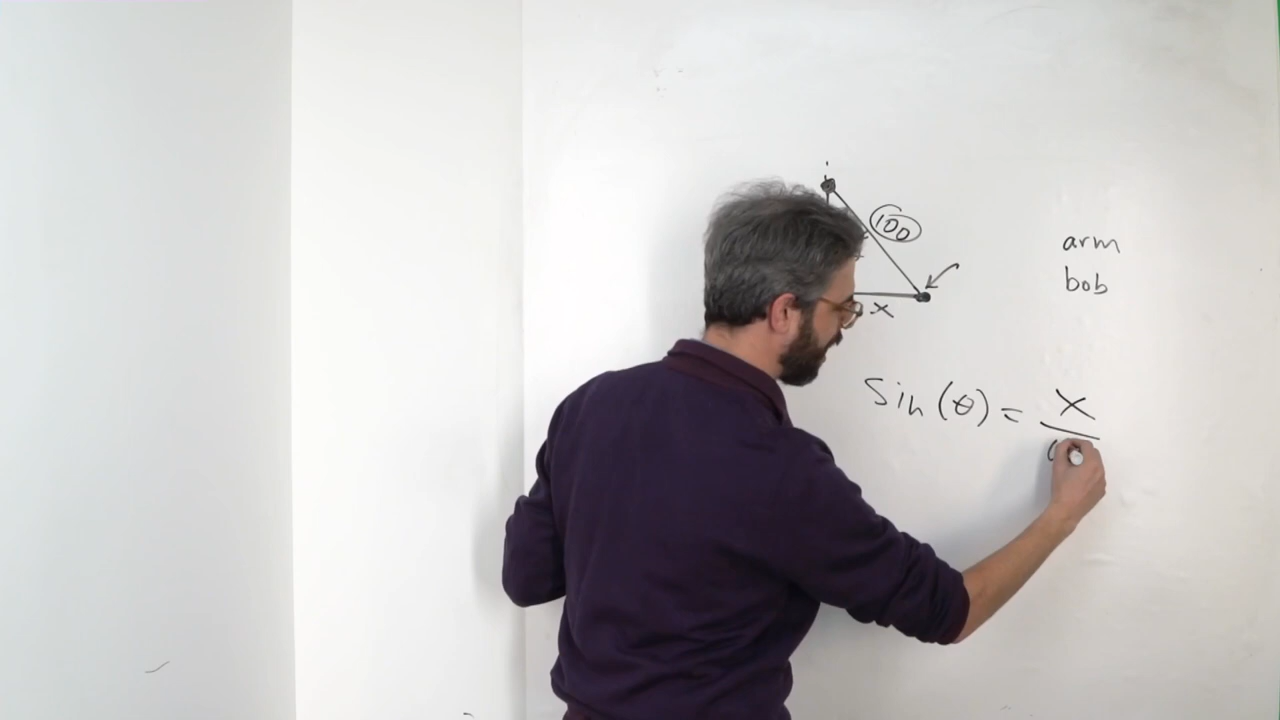 100
arm
bob
x
Sin (θ) = x